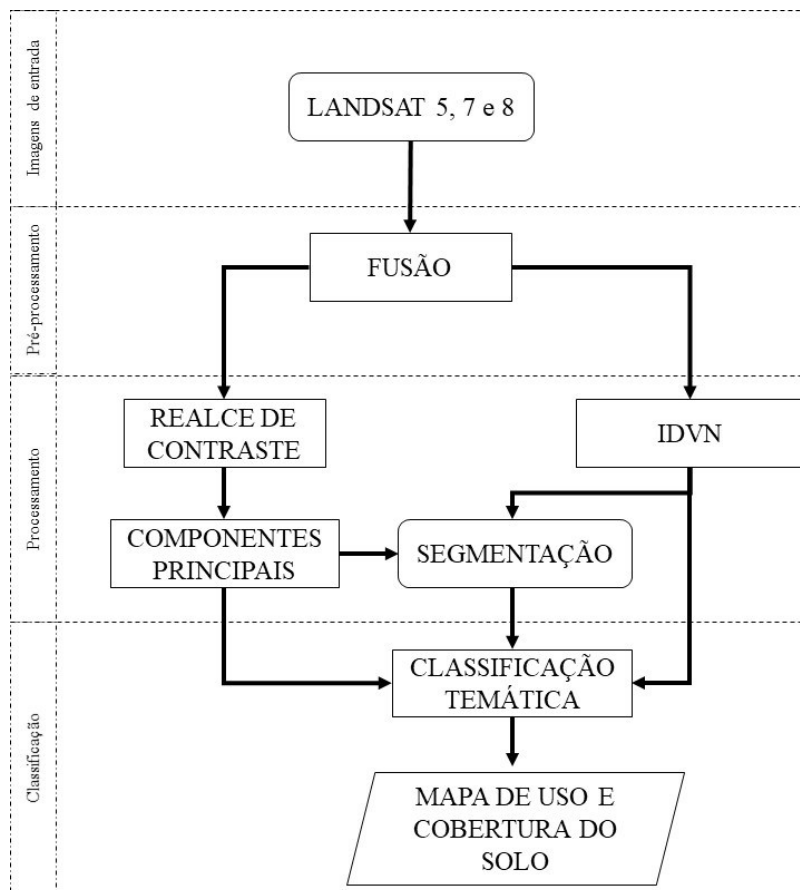 Imagens de entrada
LANDSAT 5, 7 e 8
Pré-processamento
FUSÃO
Processamento
REALCE DE
CONTRASTE
IDVN
COMPONENTES
PRINCIPAIS
SEGMENTAÇÃO
Classificação
CLASSIFICAÇÃO
TEMÁTICA
MAPA DE USO E
COBERTURA DO
SOLO